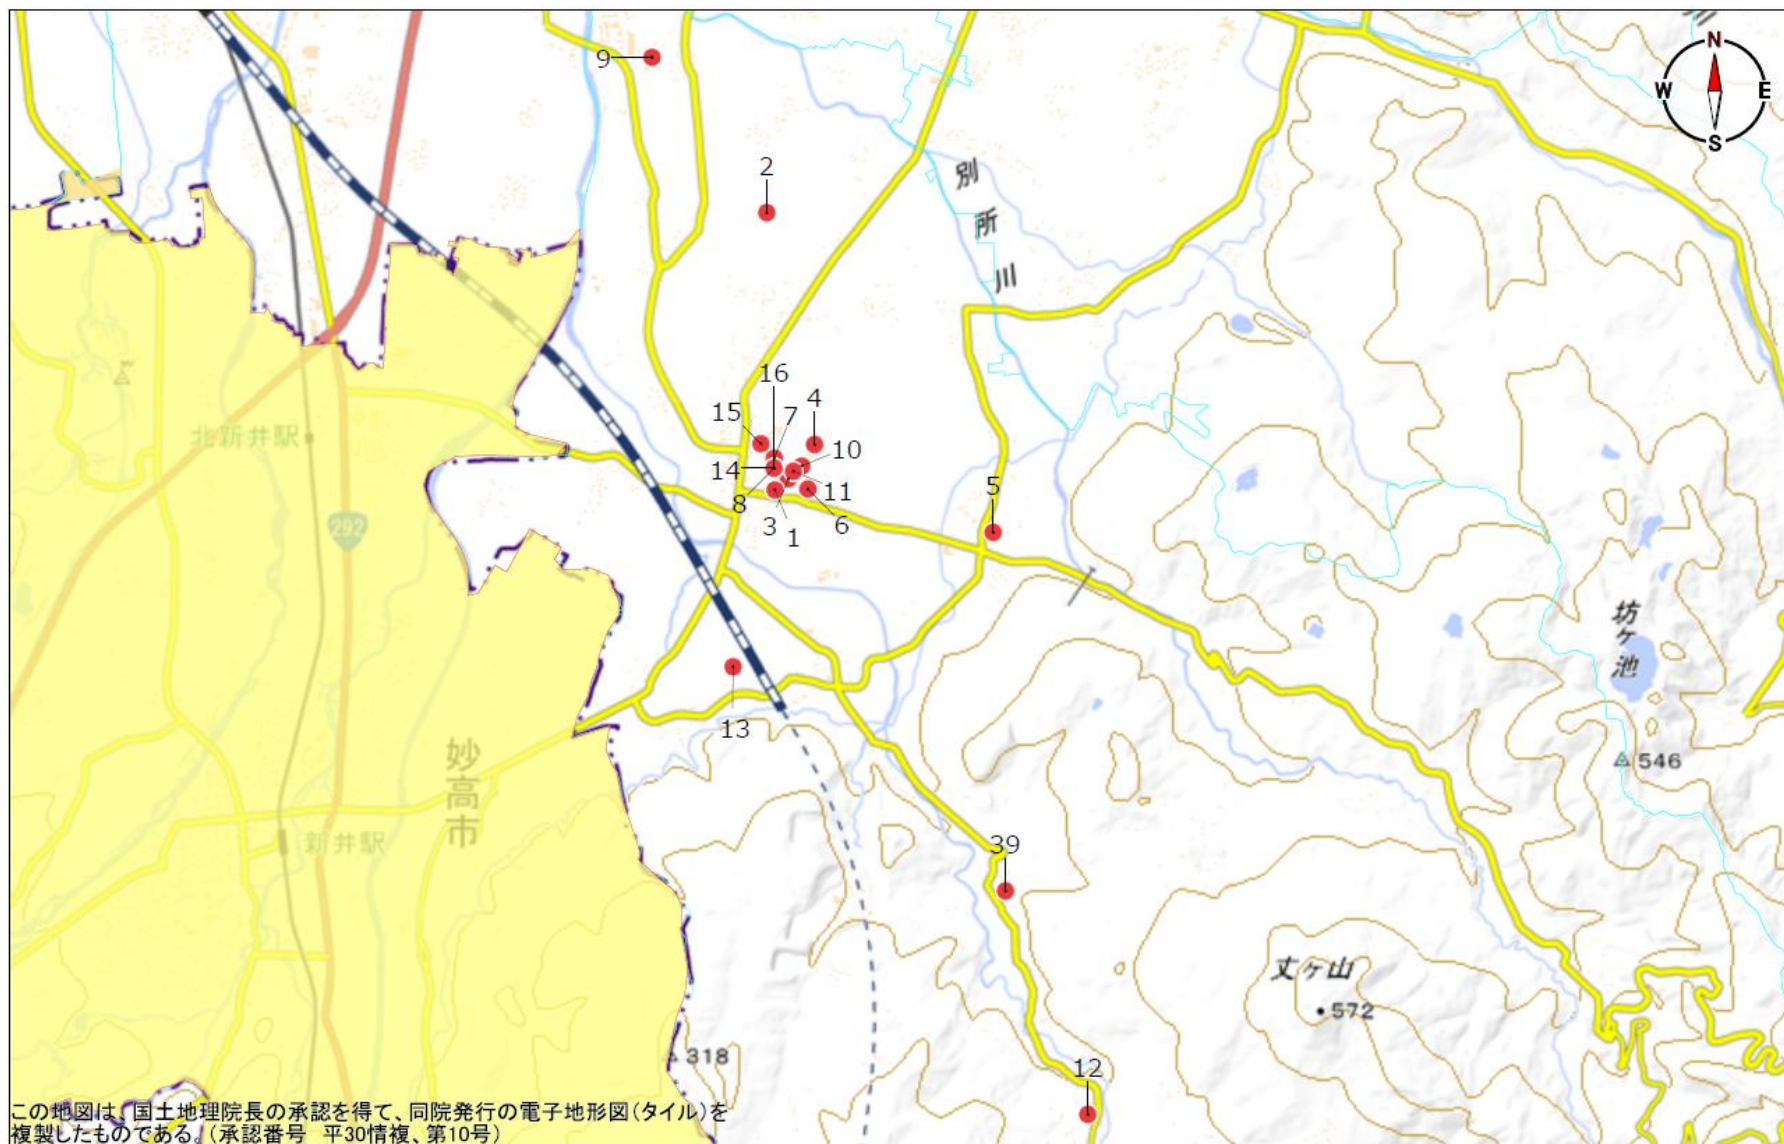 N
W
E
S
9
2
別所川
16
15
7
4
10
14
8
11
3
1
6
5
北新井駅
292
坊ヶ池
13
546
妙高市
新井駅
39
丈ヶ山
572
318
12
この地図は、国土地理院長の承認を得て、同院発行の電子地形図(タイル)を
複製したものである。(承認番号 平30情複、第10号)